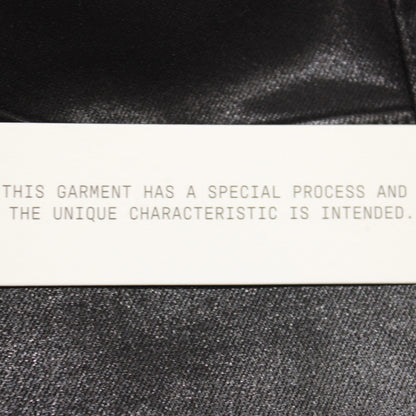 THIS GARMENT HAS A SPECIAL PROCESS AND
THE UNIQUE CHARACTERISTIC IS INTENDED.